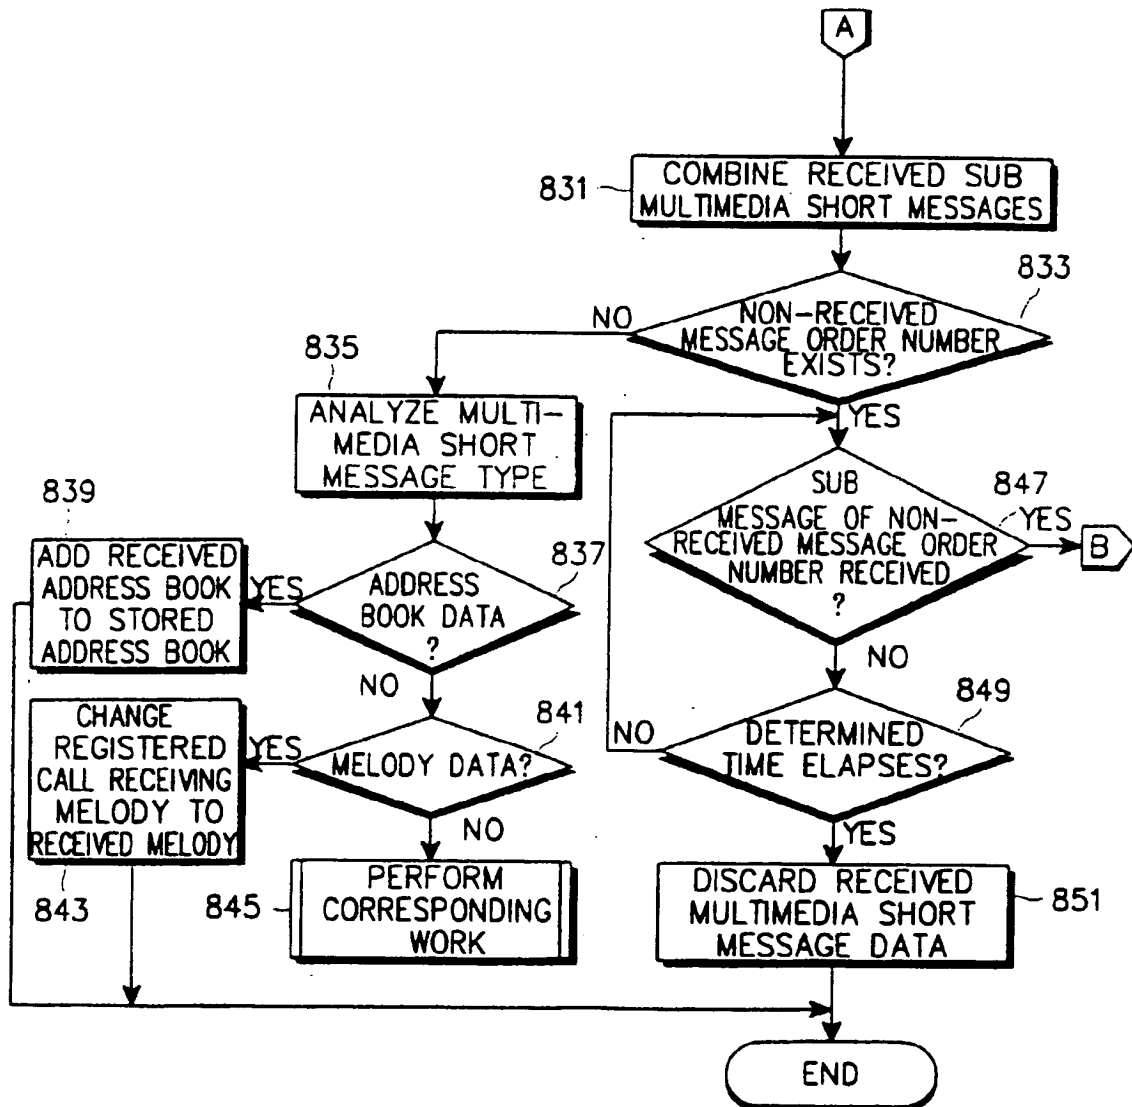 A
831
COMBINE RECEIVED SUB
MULTIMEDIA SHORT MESSAGES
833
NON-RECEIVED
MESSAGE ORDER NUMBER
EXISTS?
NO
YES
835
ANALYZE MULTI-
MEDIA SHORT
MESSAGE TYPE
847
SUB
MESSAGE OF NON-
RECEIVED MESSAGE ORDER
NUMBER RECEIVED
?
YES
B
NO
839
ADD RECEIVED
ADDRESS BOOK
TO STORED
ADDRESS BOOK
YES
837
ADDRESS
BOOK DATA
?
NO
CHANGE
REGISTERED
CALL RECEIVING
MELODY TO
RECEIVED MELODY
843
YES
841
MELODY DATA?
NO
849
DETERMINED
TIME ELAPSES?
NO
YES
845
PERFORM
CORRESPONDING
WORK
DISCARD RECEIVED
MULTIMEDIA SHORT
MESSAGE DATA
851
END